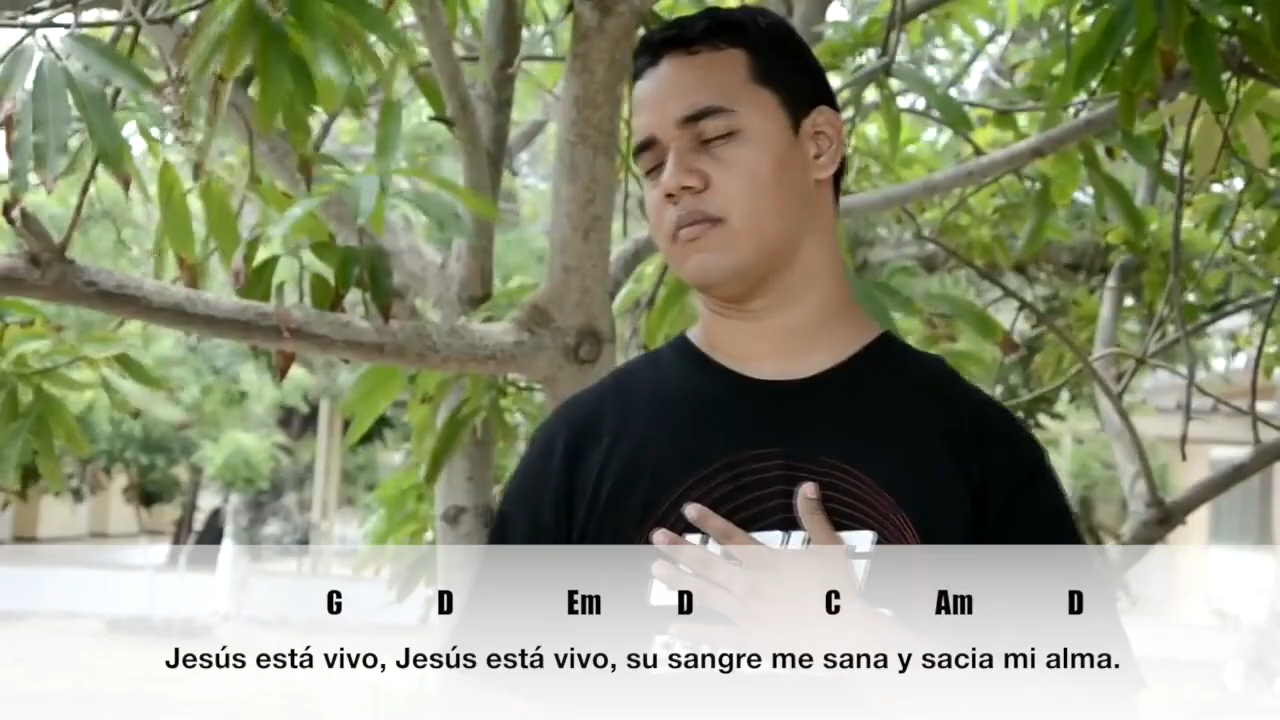 G D Em D C Am D
Jesús está vivo, Jesús está vivo, su sangre me sana y sacia mi alma.